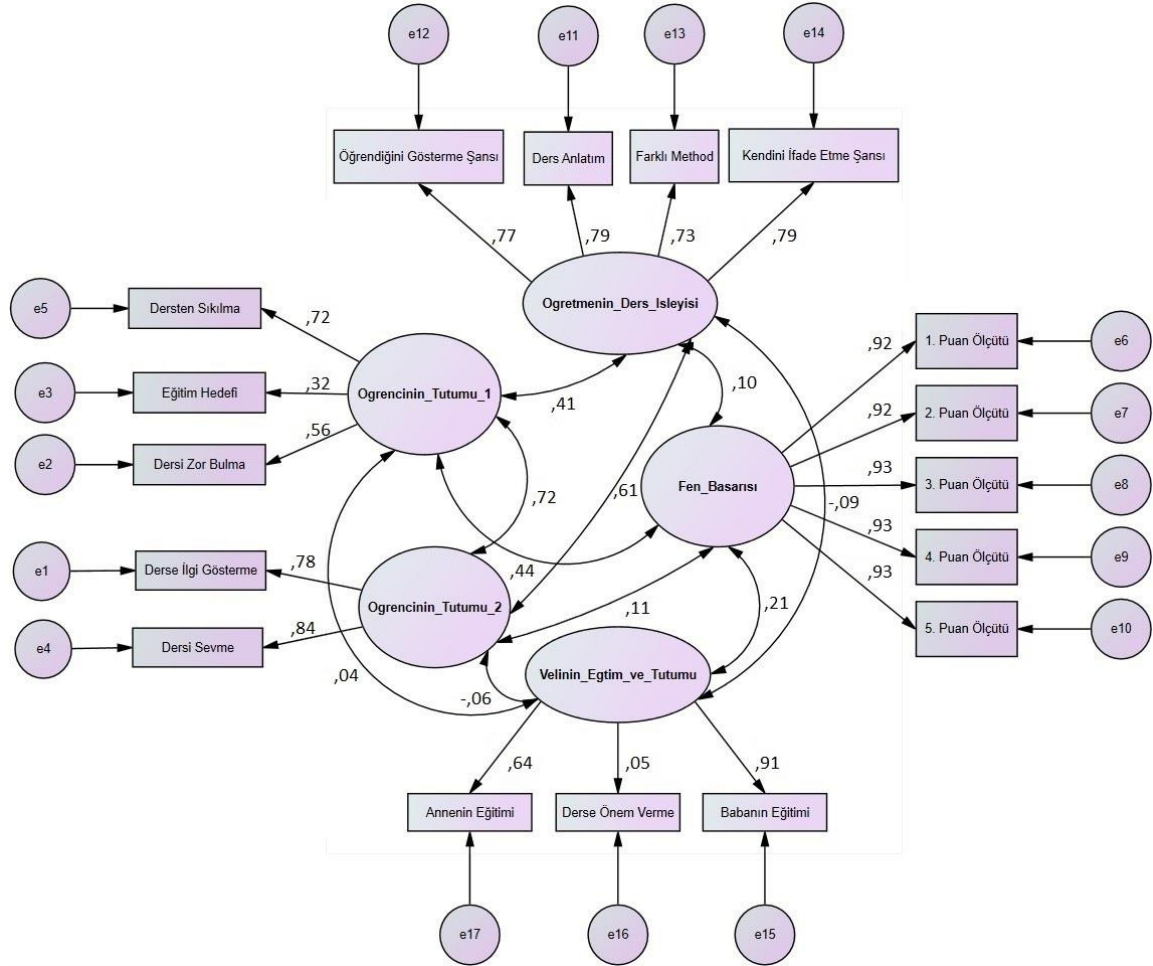 e12
e11
e13
e14
Öğrendiğini Gösterme Şansı
Ders Anlatım
Farklı Method
Kendini İfade Etme Şansı
,77
,79
,73
,79
Ogretmenin_Ders_Isleyisi
e5
Dersten Sıkılma
,72
e3
Eğitim Hedefi
,32
e2
Dersi Zor Bulma
,56
Ogrencinin_Tutumu_1
,41
,10
,92
1. Puan Ölçütü
e6
,92
2. Puan Ölçütü
e7
Fen_Basarısı
,93
3. Puan Ölçütü
e8
,93
4. Puan Ölçütü
e9
,93
5. Puan Ölçütü
e10
,72
,61
-,09
,44
e1
Derse İlgi Gösterme
,78
e4
Dersi Sevme
,84
Ogrencinin_Tutumu_2
,11
,21
,04
-,06
Velinin_Egtim_ve_Tutumu
,64
,05
,91
Annenin Eğitimi
Derse Önem Verme
Babanın Eğitimi
e17
e16
e15